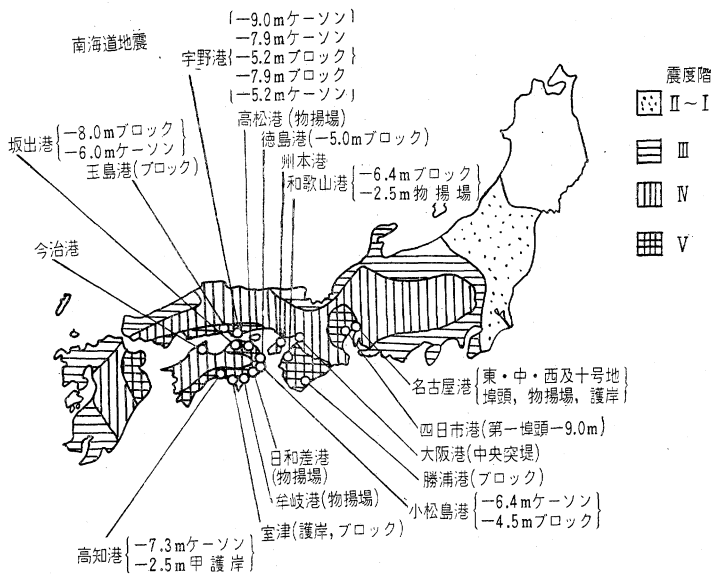 南海道地震
宇野港
{−9.0mケーソン}
−7.9mケーソン
{−5.2mブロック}
−7.9mブロック
{−5.2mケーソン}
高松港(物揚場)
徳島港(−5.0mブロック)
州本港
和歌山港{−6.4mブロック
−2.5m物揚場}
坂出港{−8.0mブロック
−6.0mケーソン}
玉島港(ブロック)
今治港
震度階
Ⅱ~Ⅰ
Ⅲ
Ⅳ
Ⅴ
名古屋港{東・中・西及十号地
埠頭,物揚場,護岸}
四日市港(第一埠頭−9.0m)
大阪港(中央突堤)
勝浦港(ブロック)
小松島港{−6.4mケーソン
−4.5mブロック}
日和差港
(物揚場)
牟岐港(物揚場)
室津(護岸,ブロック)
高知港{−7.3mケーソン
−2.5m甲護岸}